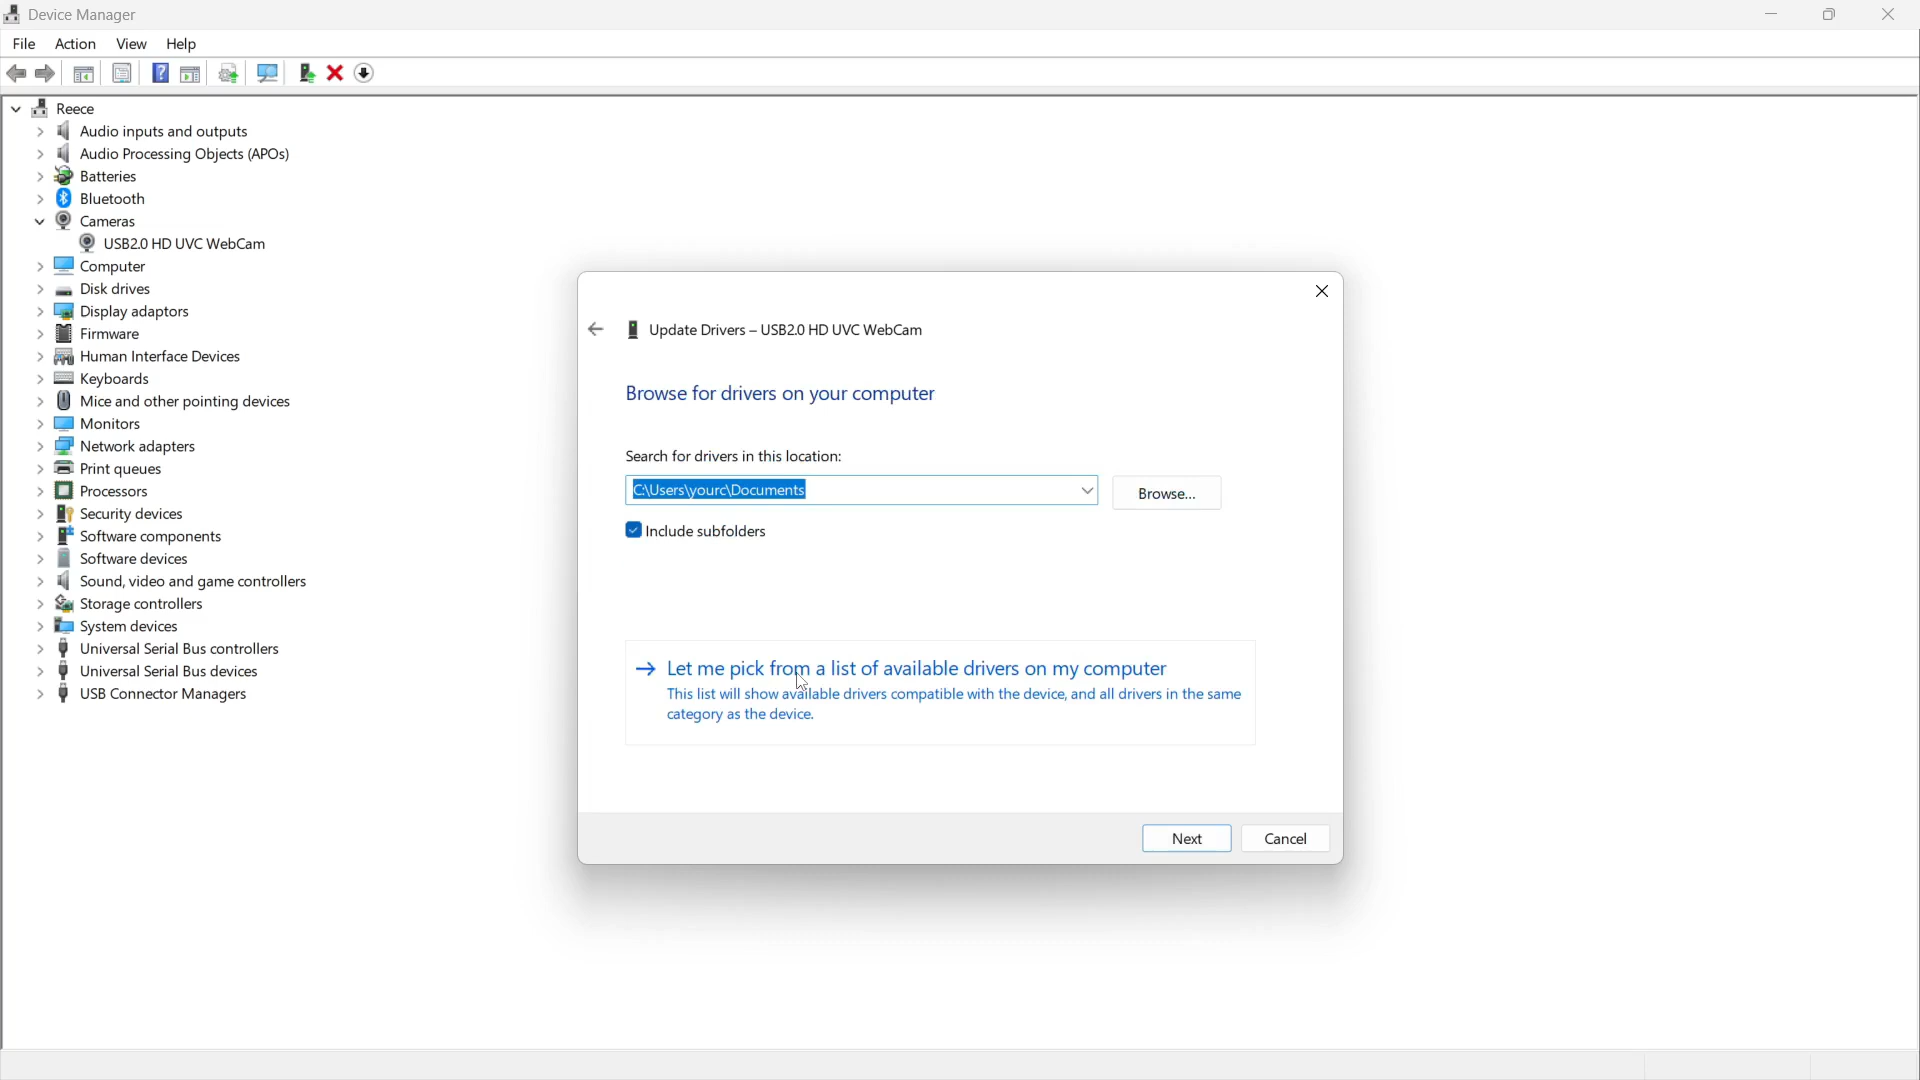 Device Manager
File Action View Help
Reece
Audio inputs and outputs
Audio Processing Objects (APOs)
Batteries
Bluetooth
Cameras
USB2.0 HD UVC WebCam
Computer
Disk drives
Display adaptors
Firmware
Human Interface Devices
Keyboards
Mice and other pointing devices
Monitors
Network adapters
Print queues
Processors
Security devices
Software components
Software devices
Sound, video and game controllers
Storage controllers
System devices
Universal Serial Bus controllers
Universal Serial Bus devices
USB Connector Managers
Update Drivers – USB2.0 HD UVC WebCam
Browse for drivers on your computer
Search for drivers in this location:
C:\Users\yourc\Documents
Browse...
Include subfolders
Let me pick from a list of available drivers on my computer
This list will show available drivers compatible with the device, and all drivers in the same
category as the device.
Next Cancel